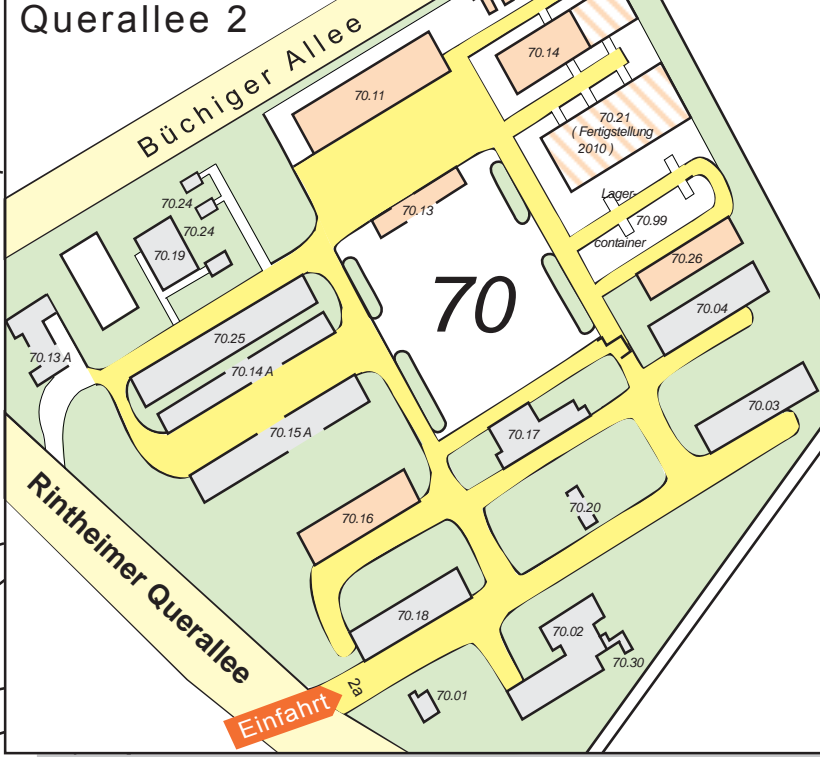 Querallee 2
Büchiger Allee
70.14
70.11
70.21
( Fertigstellung
2010 )
70.24
Lager-
70.13
70.99
70.24
container
70.19
70.26
70
70.04
70.25
70.13 A
70.14 A
70.03
70.15 A
70.17
Rintheimer Querallee
70.20
70.16
70.18
70.02
70.30
2a
70.01
Einfahrt